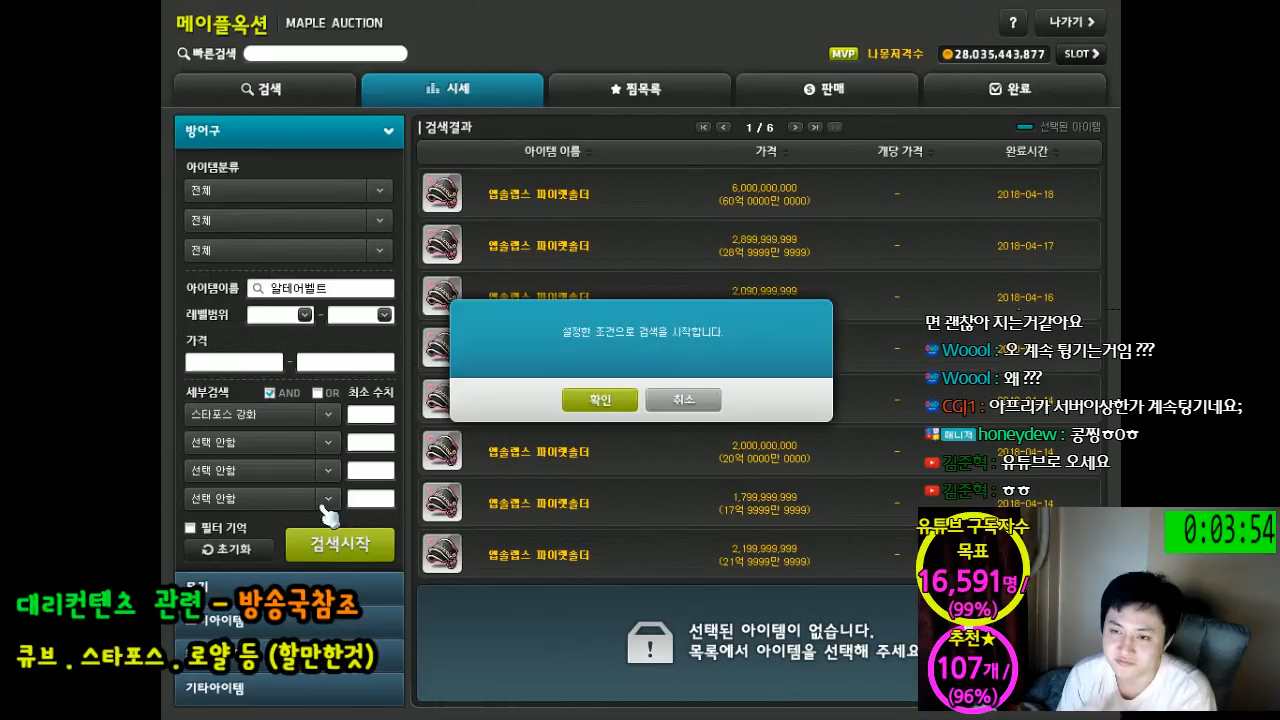 메이플옥션 MAPLE AUCTION
? 나가기
빠른검색
MVP 나몽저격수 28,035,443,877 SLOT
검색 시세 찜목록 판매 완료
방어구
아이템분류
전체
전체
전체
아이템이름 알테어벨트
레벨범위 -
가격
-
세부검색 AND OR 최소 수치
스타포스 강화
선택 안함
선택 안함
선택 안함
필터 기억
초기화
검색시작
기타아이템
검색결과 1 / 6 선택된 아이템
아이템 이름 가격 개당 가격 완료시간
앱솔랩스 파이렛숄더 6,000,000,000 - 2018-04-18
(60억 0000만 0000)
앱솔랩스 파이렛숄더 2,899,999,999 - 2018-04-17
(28억 9999만 9999)
앱솔랩스 파이렛숄더 2,090,999,999 - 2018-04-16
설정한 조건으로 검색을 시작합니다.
확인 취소
앱솔랩스 파이렛숄더 2,000,000,000 -
(20억 0000만 0000)
앱솔랩스 파이렛숄더 1,799,999,999 - 2018-04-14
(17억 9999만 9999)
앱솔랩스 파이렛숄더 2,199,999,999 -
(21억 9999만 9999)
선택된 아이템이 없습니다.
목록에서 아이템을 선택해 주세요
면 괜찮아 지는거같아요
Woool : 오 계속 튕기는거임 ???
Woool : 왜 ???
CGj1 : 아프리카 서버이상한가 계속팅기네요;
매니저 honeydew : 콩찡ㅎ0ㅎ
김준혁 : 유튜브로 오세요
김준혁 : ㅎㅎ
유튜브 구독자수
목표
16,591명/
(99%)
추천★
107개/
(96%)
0:03:54
대리컨텐츠 관련 - 방송국참조
큐브 . 스타포스 . 로얄 등 (할만한것)